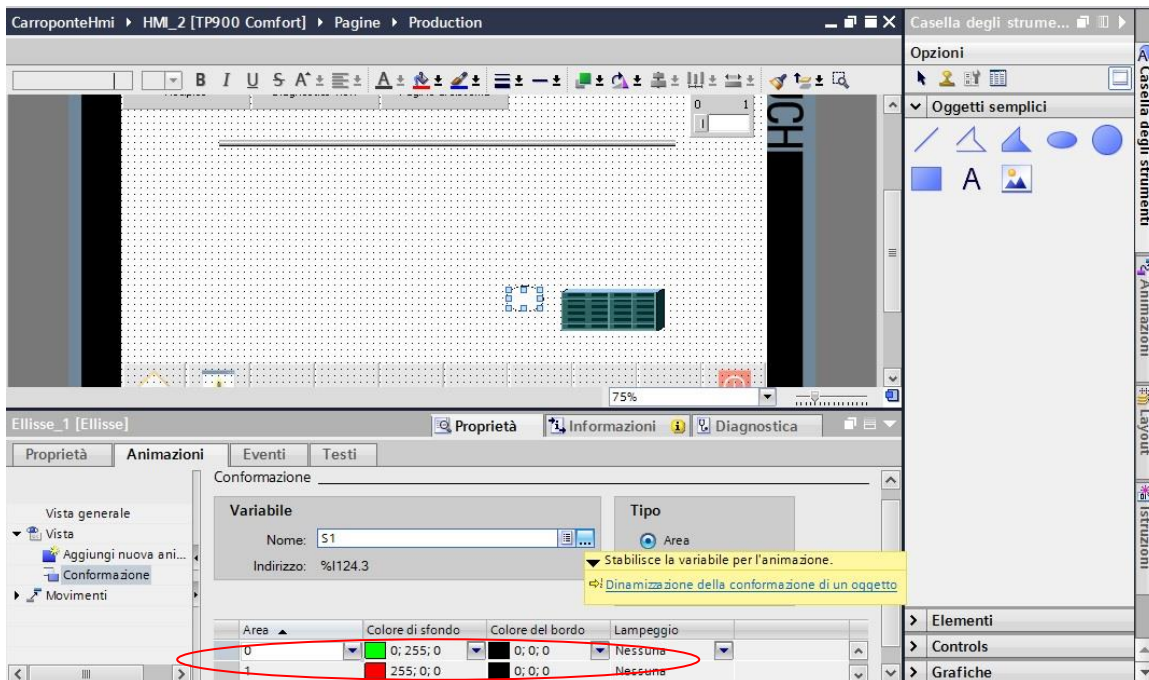 CarroponteHmi ▸ HMI_2 [TP900 Comfort] ▸ Pagine ▸ Production
Casella degli strume...
Opzioni
B I U S A A
Oggetti semplici
A
0 1
UCH
75%
Ellisse_1 [Ellisse]
Proprietà Informazioni Diagnostica
Proprietà Animazioni Eventi Testi
Conformazione
Vista generale
Vista
Aggiungi nuova ani...
Conformazione
Movimenti
Variabile
Nome: S1
Indirizzo: %I124.3
Tipo
Area
Stabilisce la variabile per l'animazione.
Dinamizzazione della conformazione di un oggetto
Area Colore di sfondo Colore del bordo Lampeggio
0 0; 255; 0 0; 0; 0 Nessuna
1 255; 0; 0 0; 0; 0 Nessuna
Elementi
Controls
Grafiche
Casella degli strumenti
Animazioni
Layout
Istruzioni